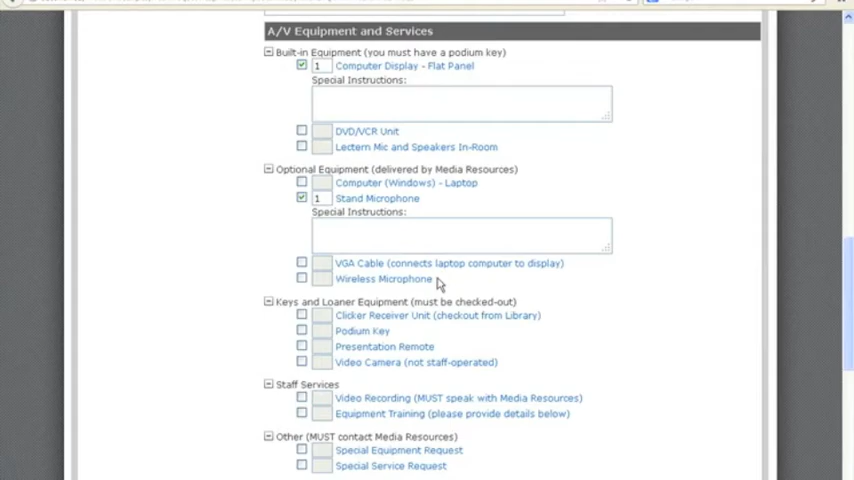 A/V Equipment and Services
Built-in Equipment (you must have a podium key)
1 Computer Display - Flat Panel
Special Instructions:
DVD/VCR Unit
Lectern Mic and Speakers In-Room
Optional Equipment (delivered by Media Resources)
Computer (Windows) - Laptop
1 Stand Microphone
Special Instructions:
VGA Cable (connects laptop computer to display)
Wireless Microphone
Keys and Loaner Equipment (must be checked-out)
Clicker Receiver Unit (checkout from Library)
Podium Key
Presentation Remote
Video Camera (not staff-operated)
Staff Services
Video Recording (MUST speak with Media Resources)
Equipment Training (please provide details below)
Other (MUST contact Media Resources)
Special Equipment Request
Special Service Request